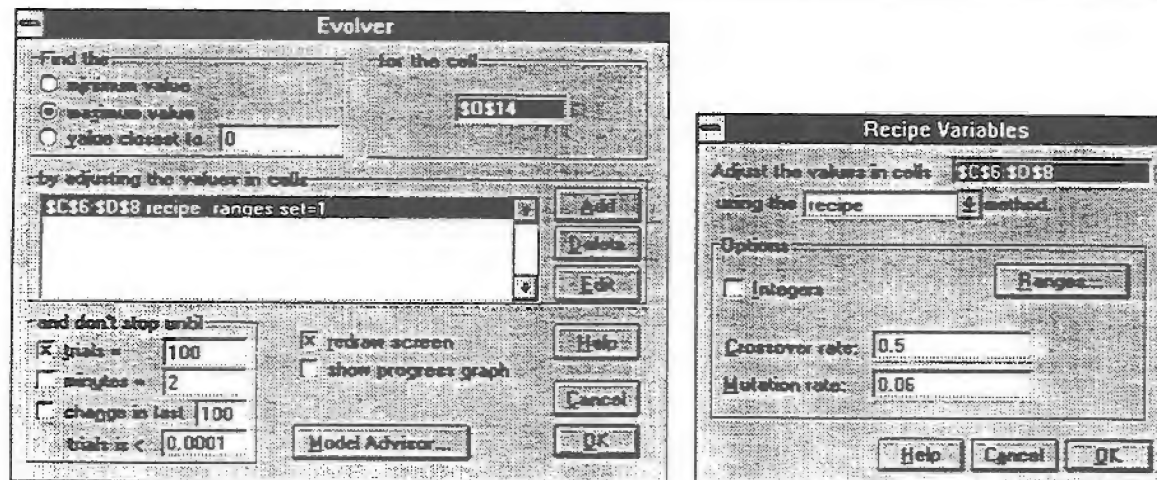 Evolver
Find the
minimum value
maximum value
value closest to 0
for the cell
$D$14
by adjusting the values in cells
$C$6:$D$8 recipe ranges set=1
Add
Delete
Edit
and don't stop until
trials = 100
minutes = 2
change in last 100
trials is < 0.0001
redraw screen
show progress graph
Model Advisor...
Help
Cancel
OK
Recipe Variables
Adjust the values in cells $C$6:$D$8
using the recipe method.
Options
Integers
Ranges...
Crossover rate: 0.5
Mutation rate: 0.06
Help Cancel OK